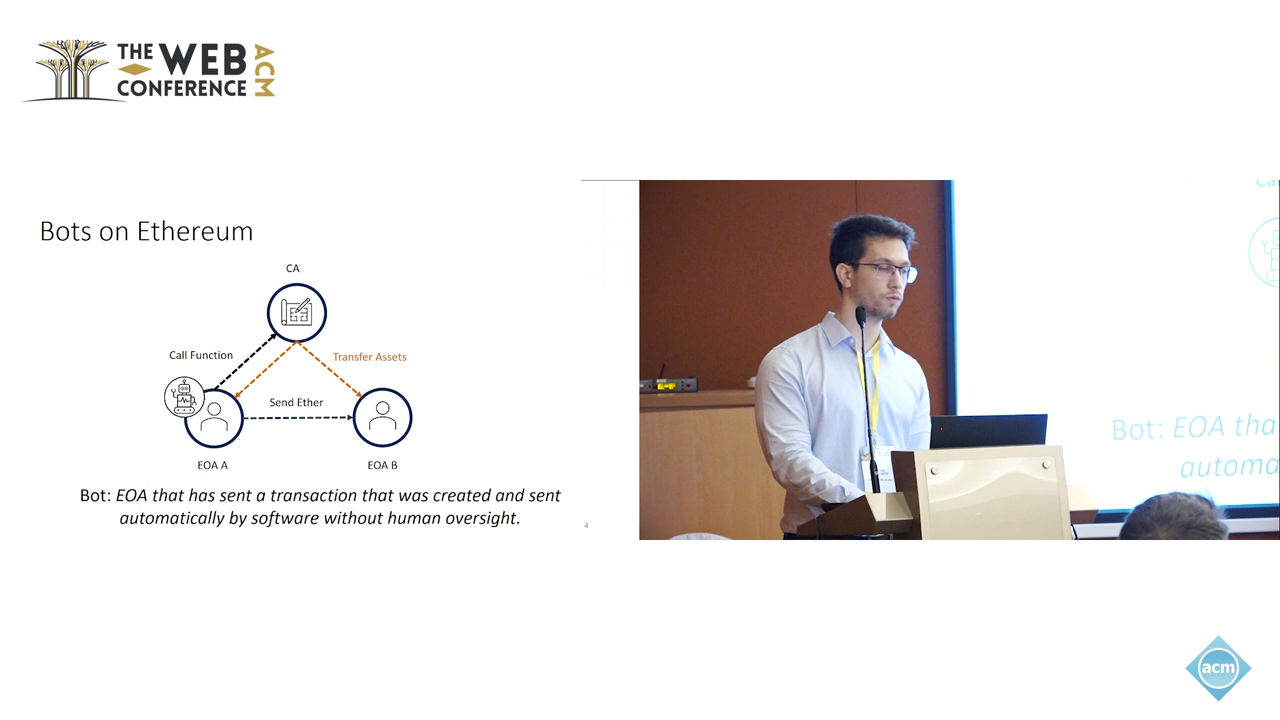 THE WEB
CONFERENCE
ACM
Bots on Ethereum
CA
Call Function
Transfer Assets
Send Ether
EOA A
EOA B
Bot: EOA that has sent a transaction that was created and sent
automatically by software without human oversight.
4
Ca
Bot: EOA tha
automa
acm